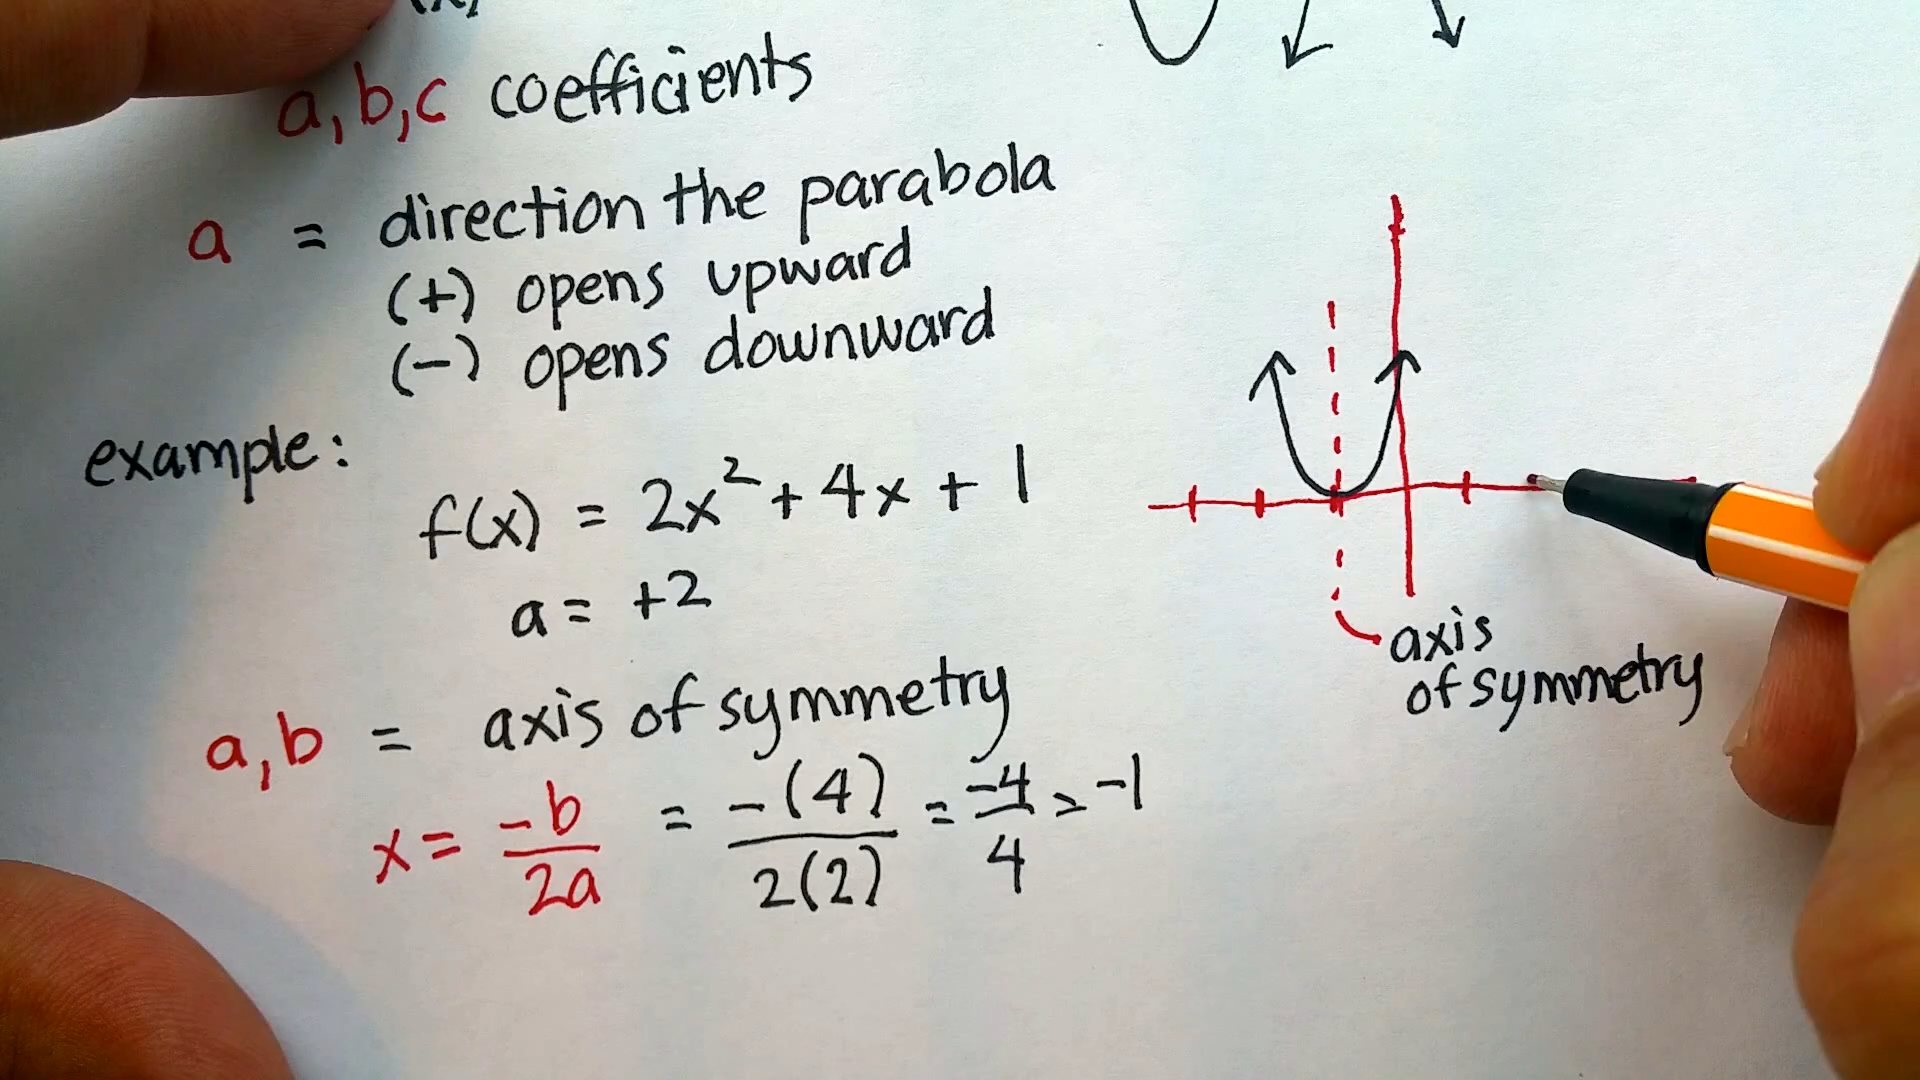 a,b,c coefficients
a = direction the parabola
(+) opens upward
(-) opens downward
example:
f(x) = 2x² + 4x + 1
a = +2
a,b = axis of symmetry
x = -b/2a = -(4)/2(2) = -4/4 = -1
axis
of symmetry